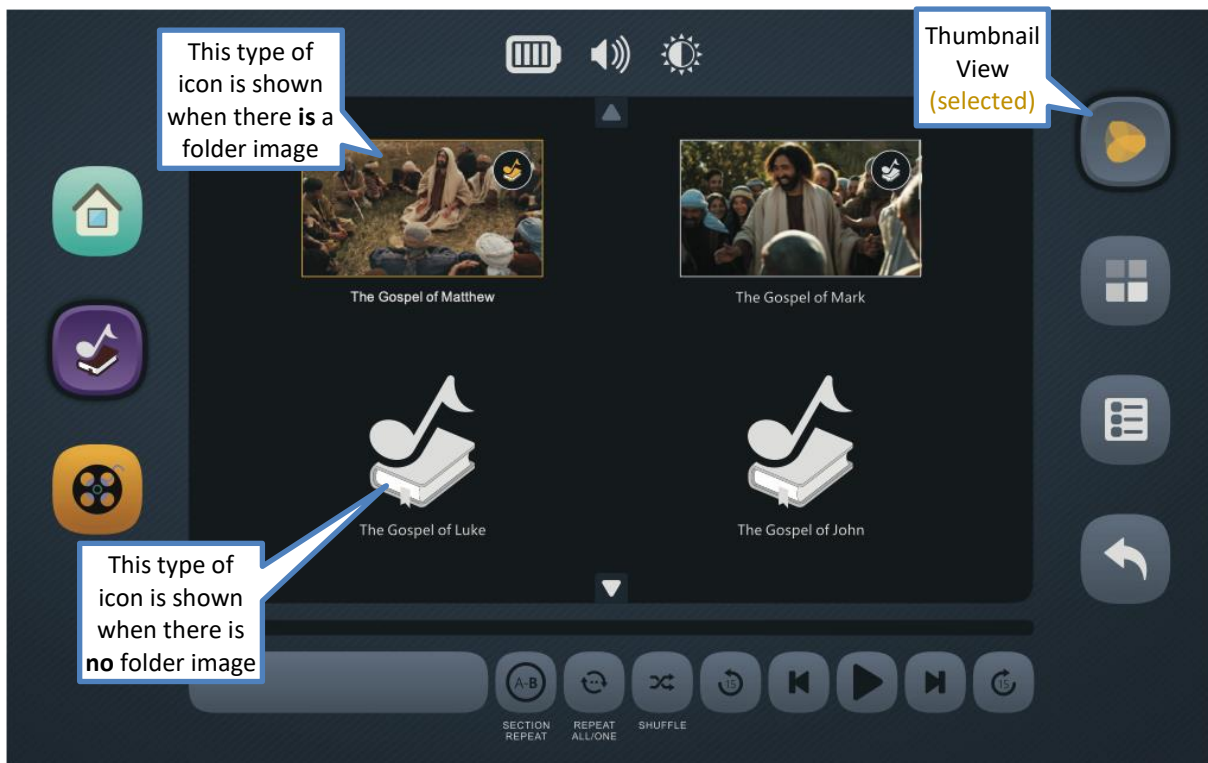 This type of
icon is shown
when there is a
folder image
Thumbnail
View
(selected)
The Gospel of Matthew
The Gospel of Mark
The Gospel of Luke
The Gospel of John
This type of
icon is shown
when there is
no folder image
A-B
15
15
SECTION
REPEAT
REPEAT
ALL/ONE
SHUFFLE